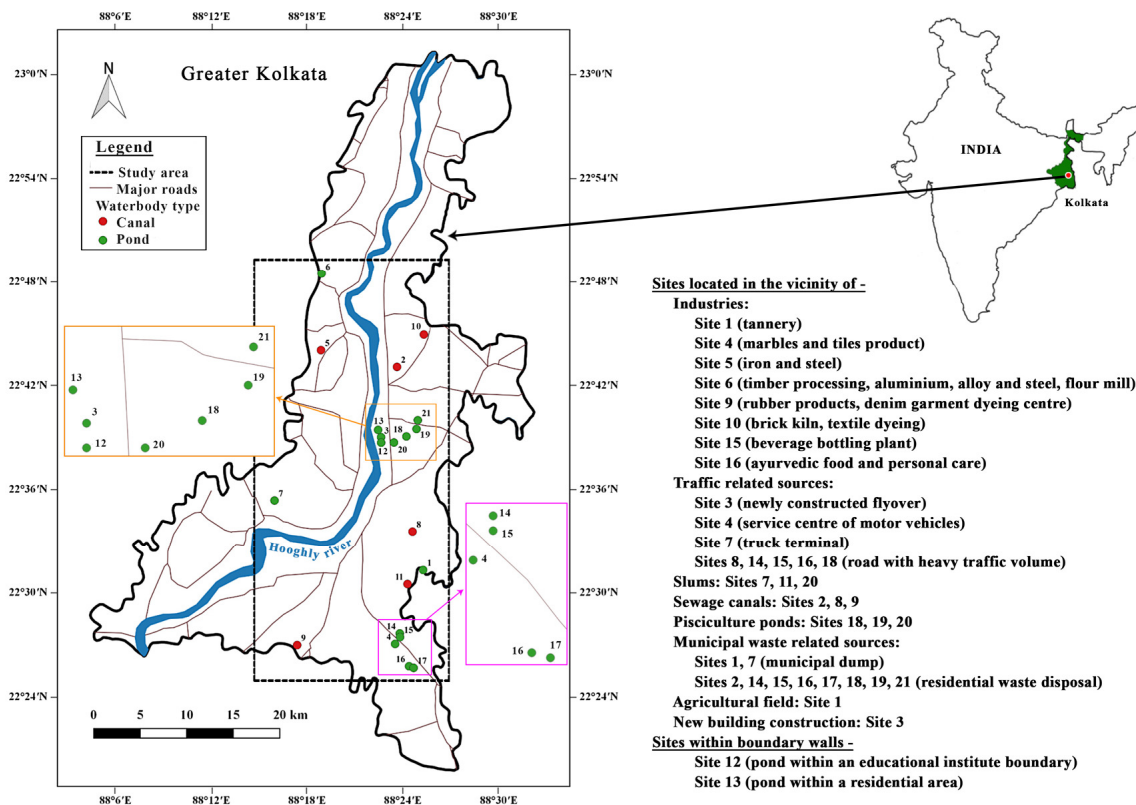 88°6'E 88°12'E 88°18'E 88°24'E 88°30'E
Greater Kolkata
N
Legend
Study area
Major roads
Waterbody type
Canal
Pond
23°0'N
22°54'N
22°48'N
22°42'N
22°36'N
22°30'N
22°24'N
23°0'N
22°54'N
22°48'N
22°42'N
22°36'N
22°30'N
22°24'N
6
10
5
2
21
13
19
3
18
12
20
13 3 18 21
12 20 19
7
8
1
11
Hooghly river
9
14 15
4
16 17
14
15
4
16 17
0 5 10 15 20 km
88°6'E 88°12'E 88°18'E 88°24'E 88°30'E
INDIA
Kolkata
Sites located in the vicinity of -
Industries:
Site 1 (tannery)
Site 4 (marbles and tiles product)
Site 5 (iron and steel)
Site 6 (timber processing, aluminium, alloy and steel, flour mill)
Site 9 (rubber products, denim garment dyeing centre)
Site 10 (brick kiln, textile dyeing)
Site 15 (beverage bottling plant)
Site 16 (ayurvedic food and personal care)
Traffic related sources:
Site 3 (newly constructed flyover)
Site 4 (service centre of motor vehicles)
Site 7 (truck terminal)
Sites 8, 14, 15, 16, 18 (road with heavy traffic volume)
Slums: Sites 7, 11, 20
Sewage canals: Sites 2, 8, 9
Pisciculture ponds: Sites 18, 19, 20
Municipal waste related sources:
Sites 1, 7 (municipal dump)
Sites 2, 14, 15, 16, 17, 18, 19, 21 (residential waste disposal)
Agricultural field: Site 1
New building construction: Site 3
Sites within boundary walls -
Site 12 (pond within an educational institute boundary)
Site 13 (pond within a residential area)